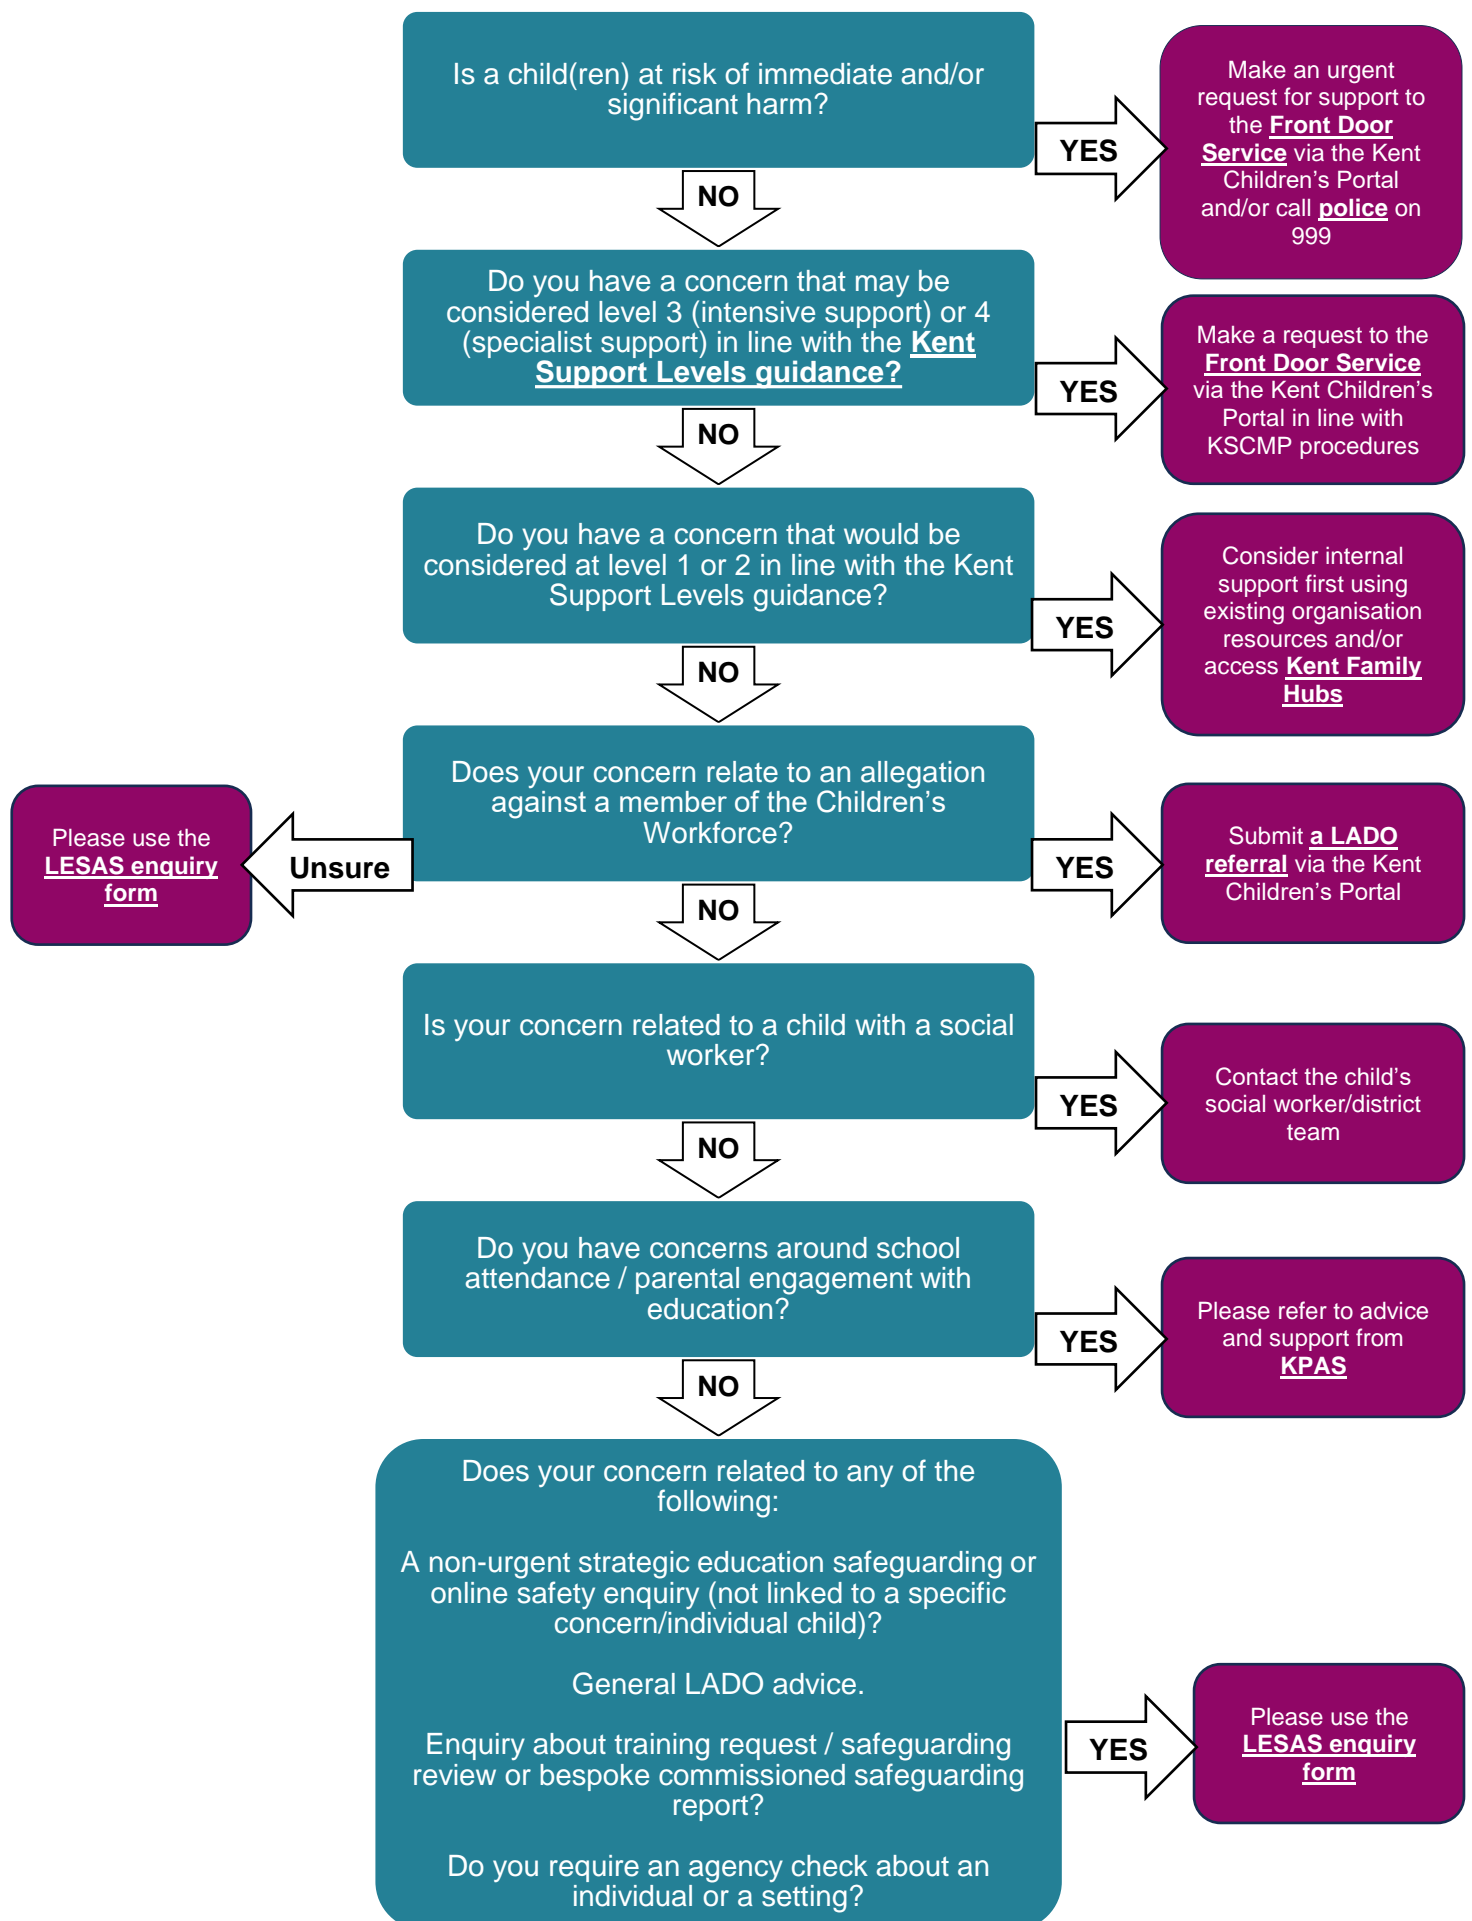 Is a child(ren) at risk of immediate and/or
significant harm?
YES
Make an urgent
request for support to
the Front Door
Service via the Kent
Children's Portal
and/or call police on
999
NO
Do you have a concern that may be
considered level 3 (intensive support) or 4
(specialist support) in line with the Kent
Support Levels guidance?
YES
Make a request to the
Front Door Service
via the Kent Children's
Portal in line with
KSCMP procedures
NO
Do you have a concern that would be
considered at level 1 or 2 in line with the Kent
Support Levels guidance?
YES
Consider internal
support first using
existing organisation
resources and/or
access Kent Family
Hubs
NO
Does your concern relate to an allegation
against a member of the Children's
Workforce?
Unsure
Please use the
LESAS enquiry
form
YES
Submit a LADO
referral via the Kent
Children's Portal
NO
Is your concern related to a child with a social
worker?
YES
Contact the child's
social worker/district
team
NO
Do you have concerns around school
attendance / parental engagement with
education?
YES
Please refer to advice
and support from
KPAS
NO
Does your concern related to any of the
following:
A non-urgent strategic education safeguarding or
online safety enquiry (not linked to a specific
concern/individual child)?
General LADO advice.
Enquiry about training request / safeguarding
review or bespoke commissioned safeguarding
report?
Do you require an agency check about an
individual or a setting?
YES
Please use the
LESAS enquiry
form